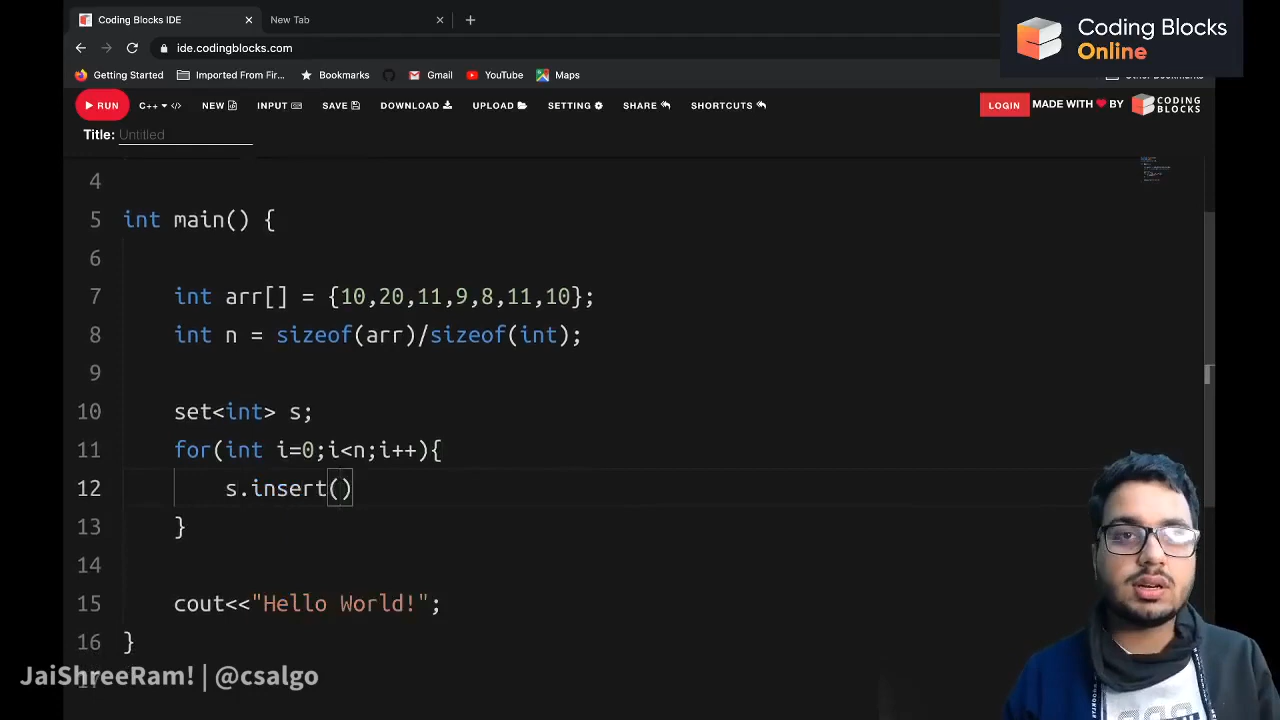 Coding Blocks IDE
New Tab
Coding Blocks
Online
ide.codingblocks.com
Getting Started
Imported From Fir...
Bookmarks
Gmail
YouTube
Maps
Other Bookmarks
RUN
C++
NEW
INPUT
SAVE
DOWNLOAD
UPLOAD
SETTING
SHARE
SHORTCUTS
LOGIN
MADE WITH ❤ BY
CODING
BLOCKS
Title: Untitled
4
5 int main() {
6
7 int arr[] = {10,20,11,9,8,11,10};
8 int n = sizeof(arr)/sizeof(int);
9
10 set<int> s;
11 for(int i=0;i<n;i++){
12 s.insert()
13 }
14
15 cout<<"Hello World!";
16 }
JaiShreeRam! | @csalgo